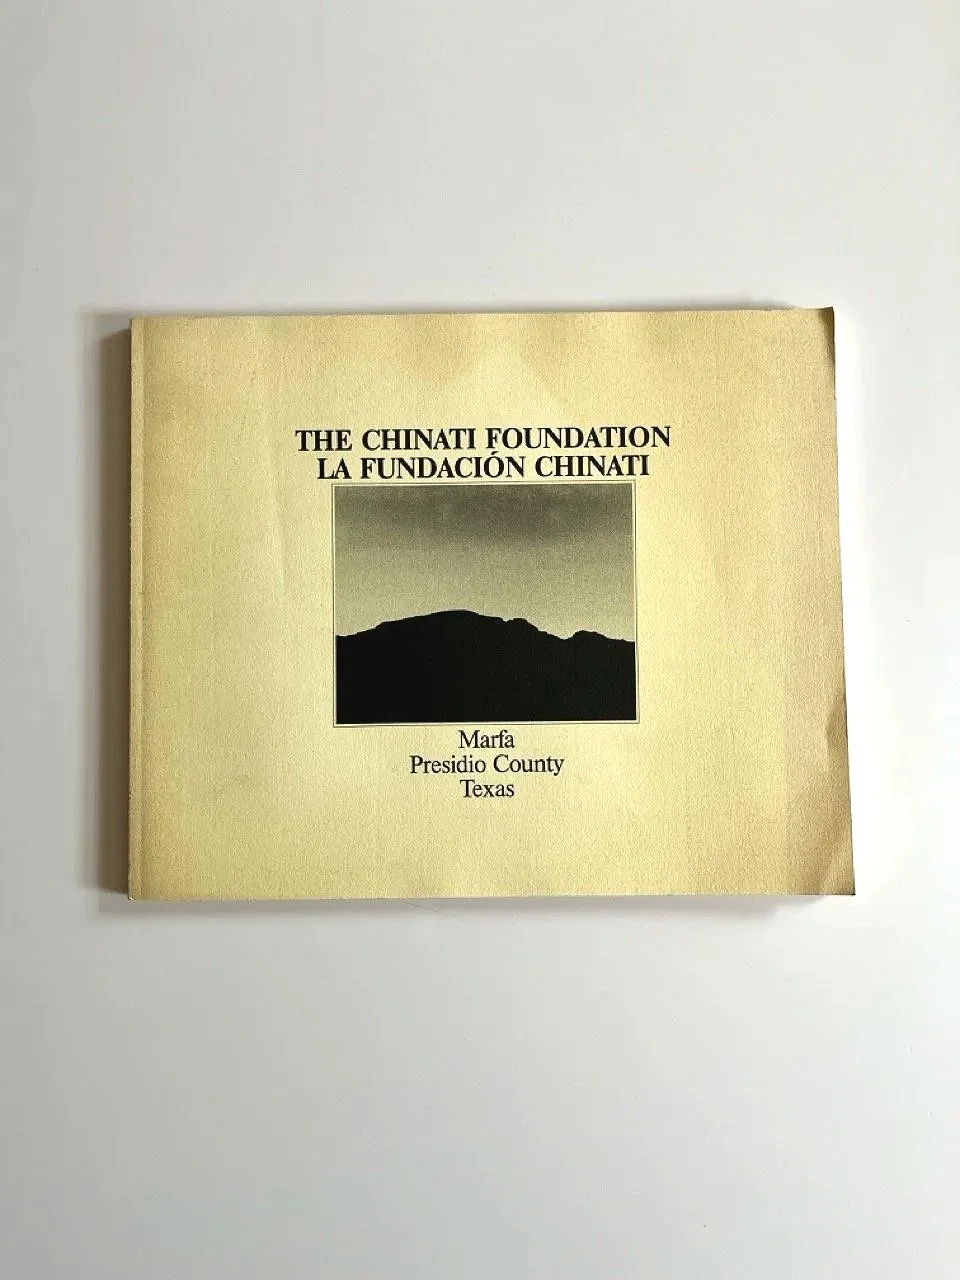 THE CHINATI FOUNDATION
LA FUNDACIÓN CHINATI
Marfa
Presidio County
Texas